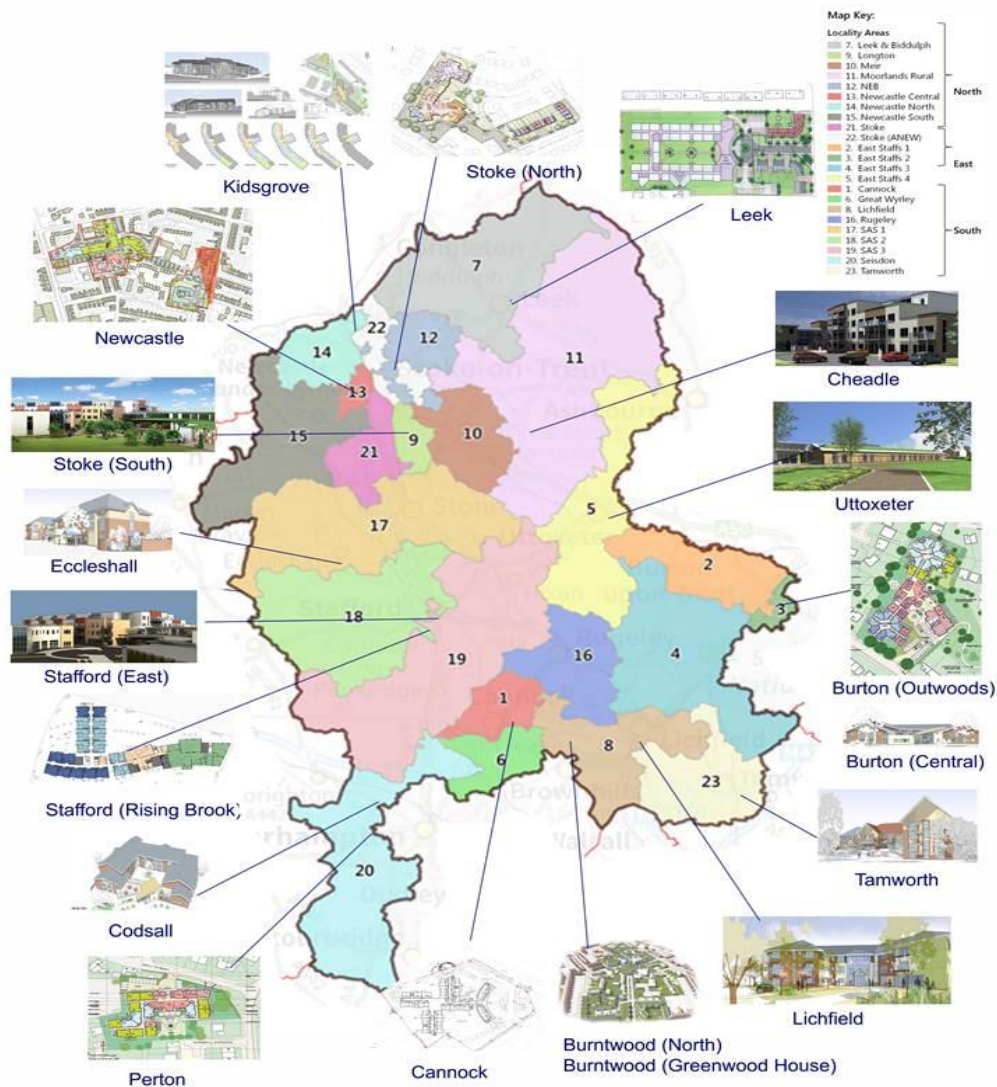 Map Key:
Locality Areas
7. Leek & Biddulph
9. Longton
10. Meir
11. Moorlands Rural
12. NEB
13. Newcastle Central
14. Newcastle North
15. Newcastle South
21. Stoke
22. Stoke (ANEW)
2. East Staffs 1
3. East Staffs 2
4. East Staffs 3
5. East Staffs 4
1. Cannock
6. Great Wyrley
8. Lichfield
16. Rugeley
17. SAS 1
18. SAS 2
19. SAS 3
20. Seisdon
23. Tamworth
North
East
South
Kidsgrove
Stoke (North)
Leek
Newcastle
Cheadle
Stoke (South)
Uttoxeter
Eccleshall
Stafford (East)
Burton (Outwoods)
Burton (Central)
Stafford (Rising Brook)
Tamworth
Codsall
Lichfield
Perton
Cannock
Burntwood (North)
Burntwood (Greenwood House)
7
22
12
14
11
13
15
9
10
21
5
17
2
3
18
4
19
16
1
6
8
23
20